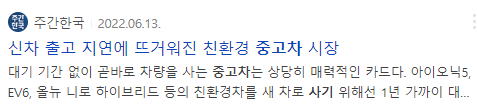 주간한국
주간한국 2022.06.13.
신차 출고 지연에 뜨거워진 친환경 중고차 시장
대기 기간 없이 곧바로 차량을 사는 중고차는 상당히 매력적인 카드다. 아이오닉5,
EV6, 올뉴 니로 하이브리드 등의 친환경차를 새 차로 사기 위해선 1년 가까이 대...